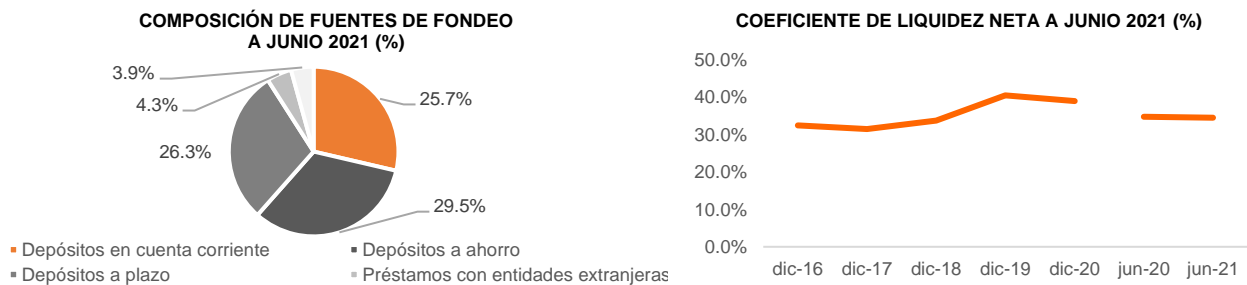 COMPOSICIÓN DE FUENTES DE FONDEO
A JUNIO 2021 (%)
3.9%
4.3%
25.7%
26.3%
29.5%
Depósitos en cuenta corriente
Depósitos a ahorro
Depósitos a plazo
Préstamos con entidades extranjeras
COEFICIENTE DE LIQUIDEZ NETA A JUNIO 2021 (%)
50.0%
40.0%
30.0%
20.0%
10.0%
0.0%
dic-16 dic-17 dic-18 dic-19 dic-20 jun-20 jun-21